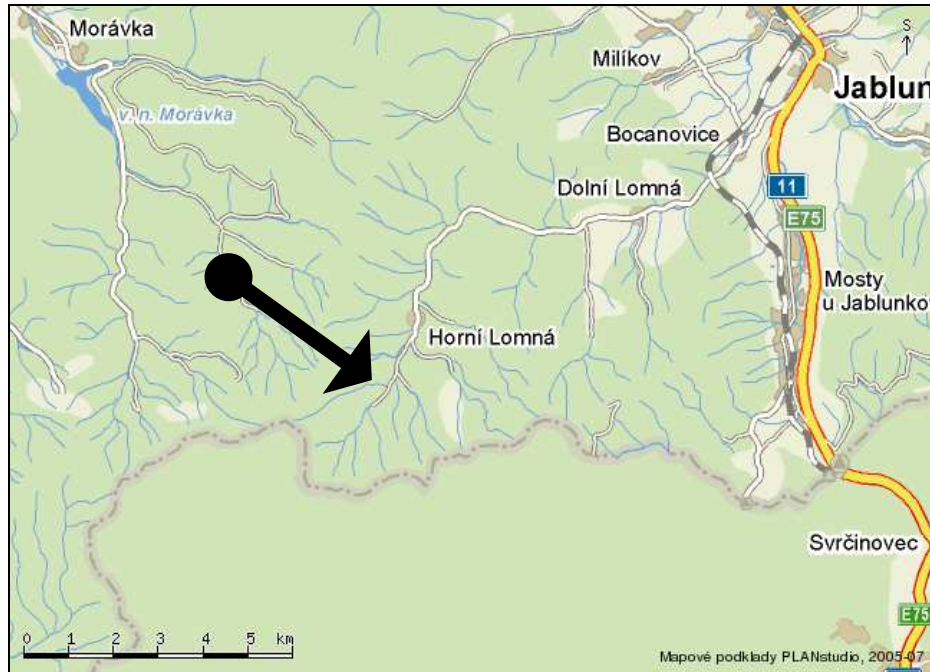 Morávka
v. n. Morávka
Milíkov
S
Jablun
Bocanovice
Dolní Lomná
11
E75
Mosty
u Jablunkov
Horní Lomná
Svrčinovec
E75
0 1 2 3 4 5 km
Mapové podklady PLANstudio, 2005-07